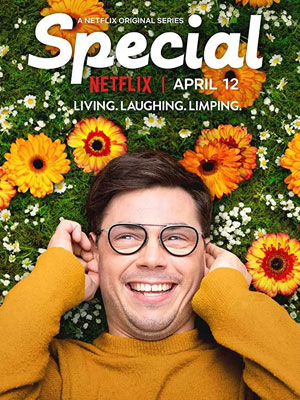 A NETFLIX ORIGINAL SERIES
Special
NETFLIX | APRIL 12
LIVING. LAUGHING. LIMPING.